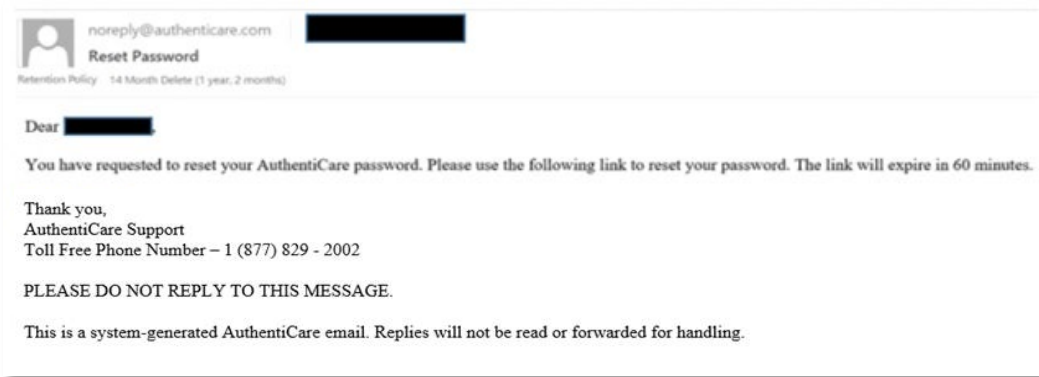 noreply@authenticare.com
Reset Password
Retention Policy 14 Month Delete (1 year, 2 months)
Dear ,
You have requested to reset your AuthentiCare password. Please use the following link to reset your password. The link will expire in 60 minutes.
Thank you,
AuthentiCare Support
Toll Free Phone Number – 1 (877) 829 - 2002
PLEASE DO NOT REPLY TO THIS MESSAGE.
This is a system-generated AuthentiCare email. Replies will not be read or forwarded for handling.